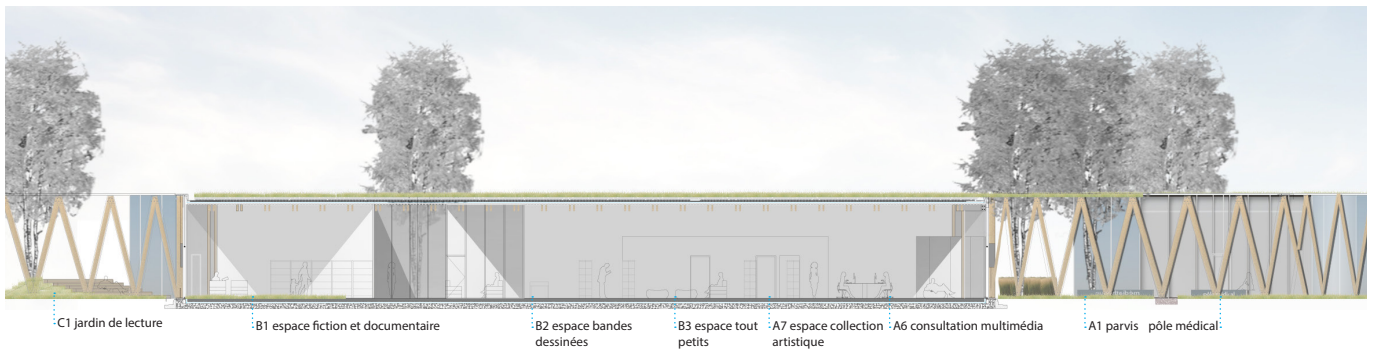 C1 jardin de lecture
B1 espace fiction et documentaire
B2 espace bandes
dessinées
B3 espace tout
petits
A7 espace collection
artistique
A6 consultation multimédia
A1 parvis
pôle médical